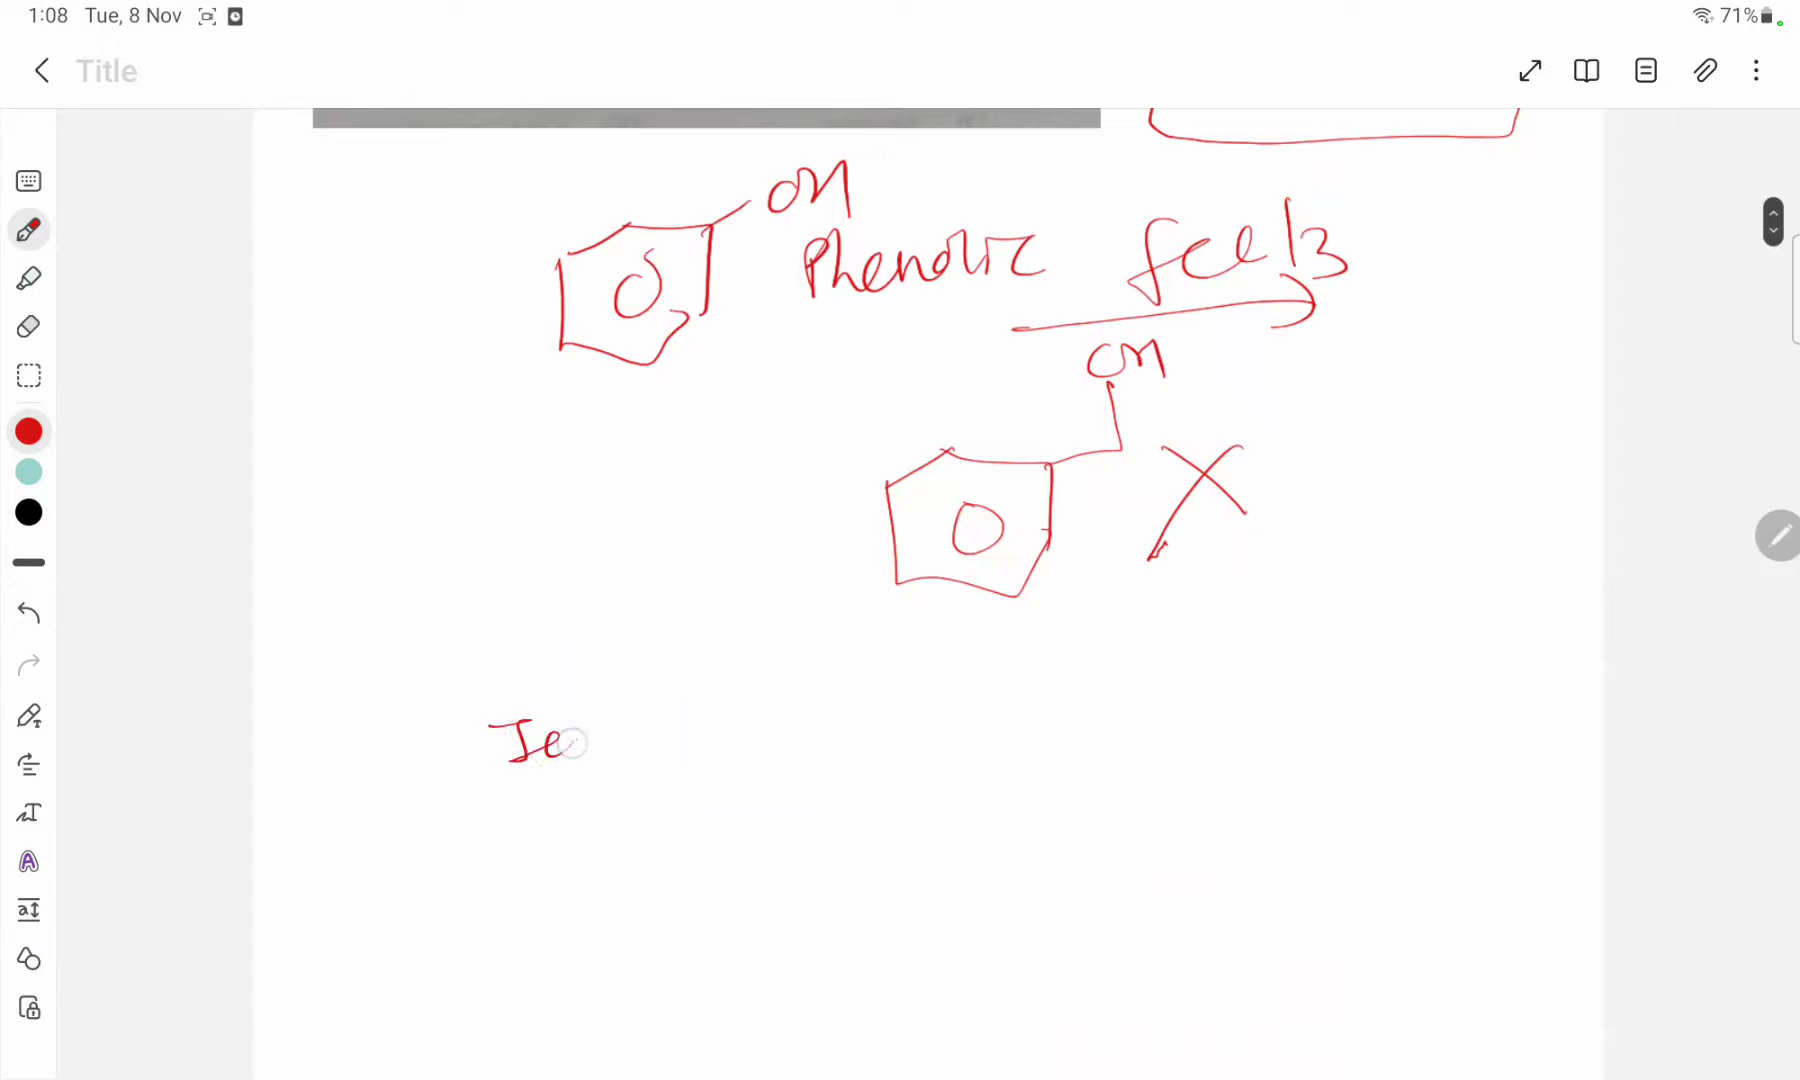 1:08 Tue, 8 Nov 71%
Title
OH
Phenolic fecl3
OH
O
O
Te